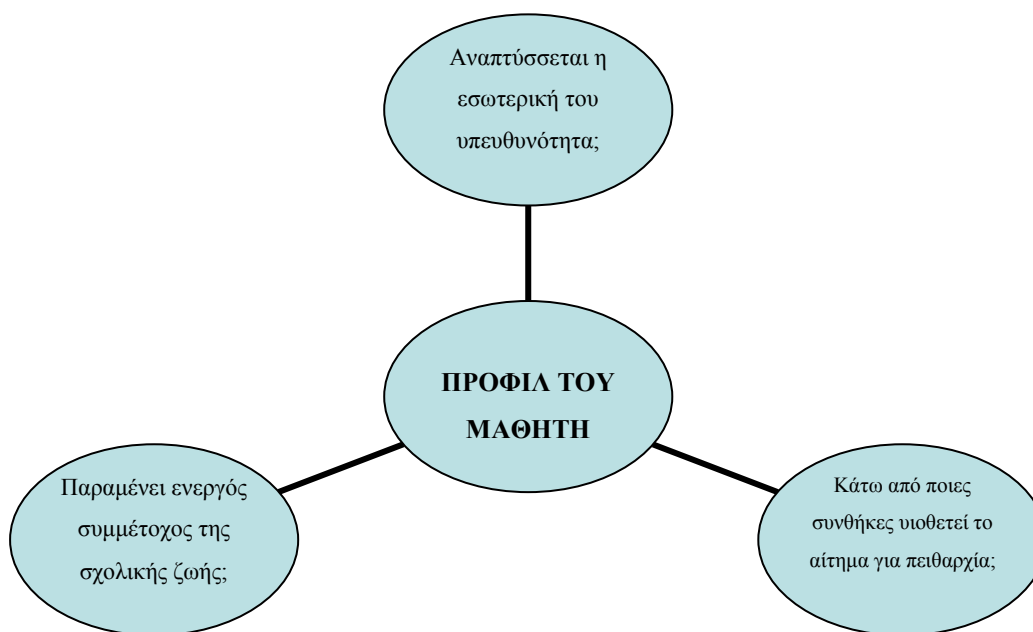 Αναπτύσσεται η
εσωτερική του
υπευθυνότητα;
ΠΡΟΦΙΛ ΤΟΥ
ΜΑΘΗΤΗ
Παραμένει ενεργός
συμμέτοχος της
σχολικής ζωής;
Κάτω από ποιες
συνθήκες υιοθετεί το
αίτημα για πειθαρχία;